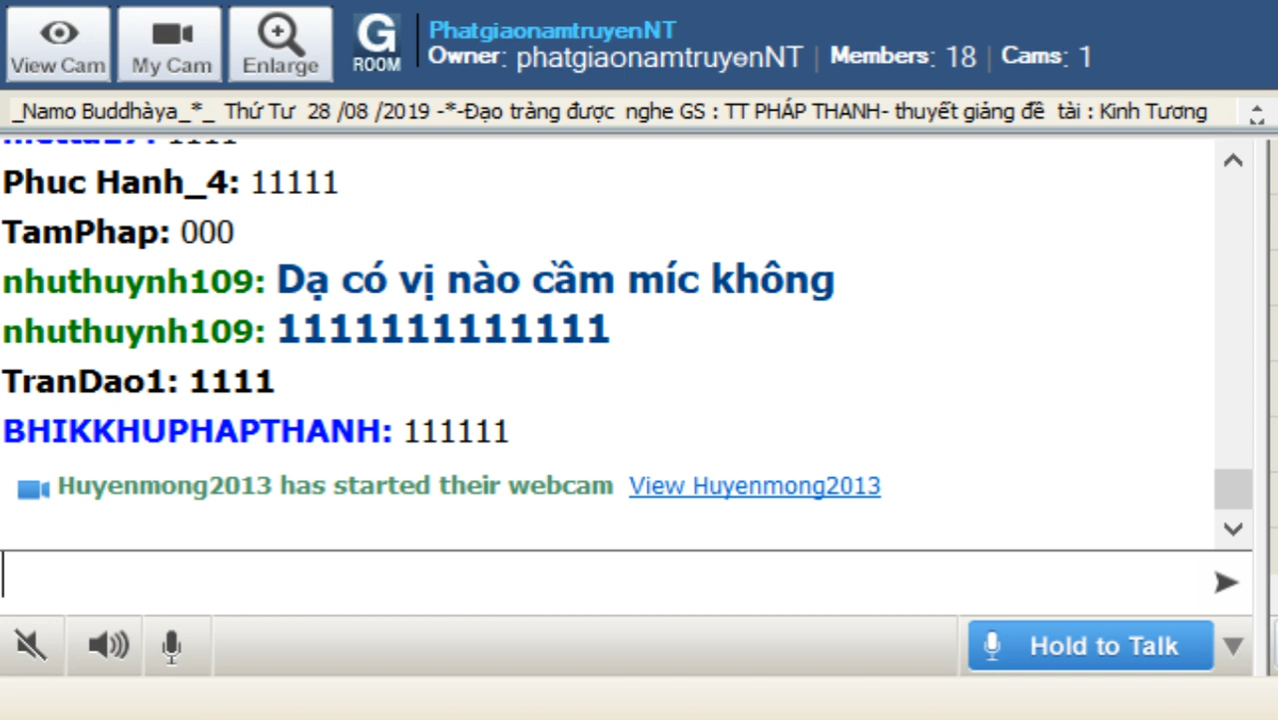 View Cam
My Cam
Enlarge
G
ROOM
PhatgiaonamtruyenNT
Owner: phatgiaonamtruyenNT | Members: 18 | Cams: 1
_Namo Buddhàya_*_ Thứ Tư 28 /08 /2019 -*-Đạo tràng được nghe GS : TT PHÁP THANH- thuyết giảng đề tài : Kinh Tương
Phuc Hanh_4: 11111
TamPhap: 000
nhuthuynh109: Dạ có vị nào cầm míc không
nhuthuynh109: 1111111111111
TranDao1: 1111
BHIKKHUPHAPTHANH: 111111
Huyenmong2013 has started their webcam View Huyenmong2013
Hold to Talk